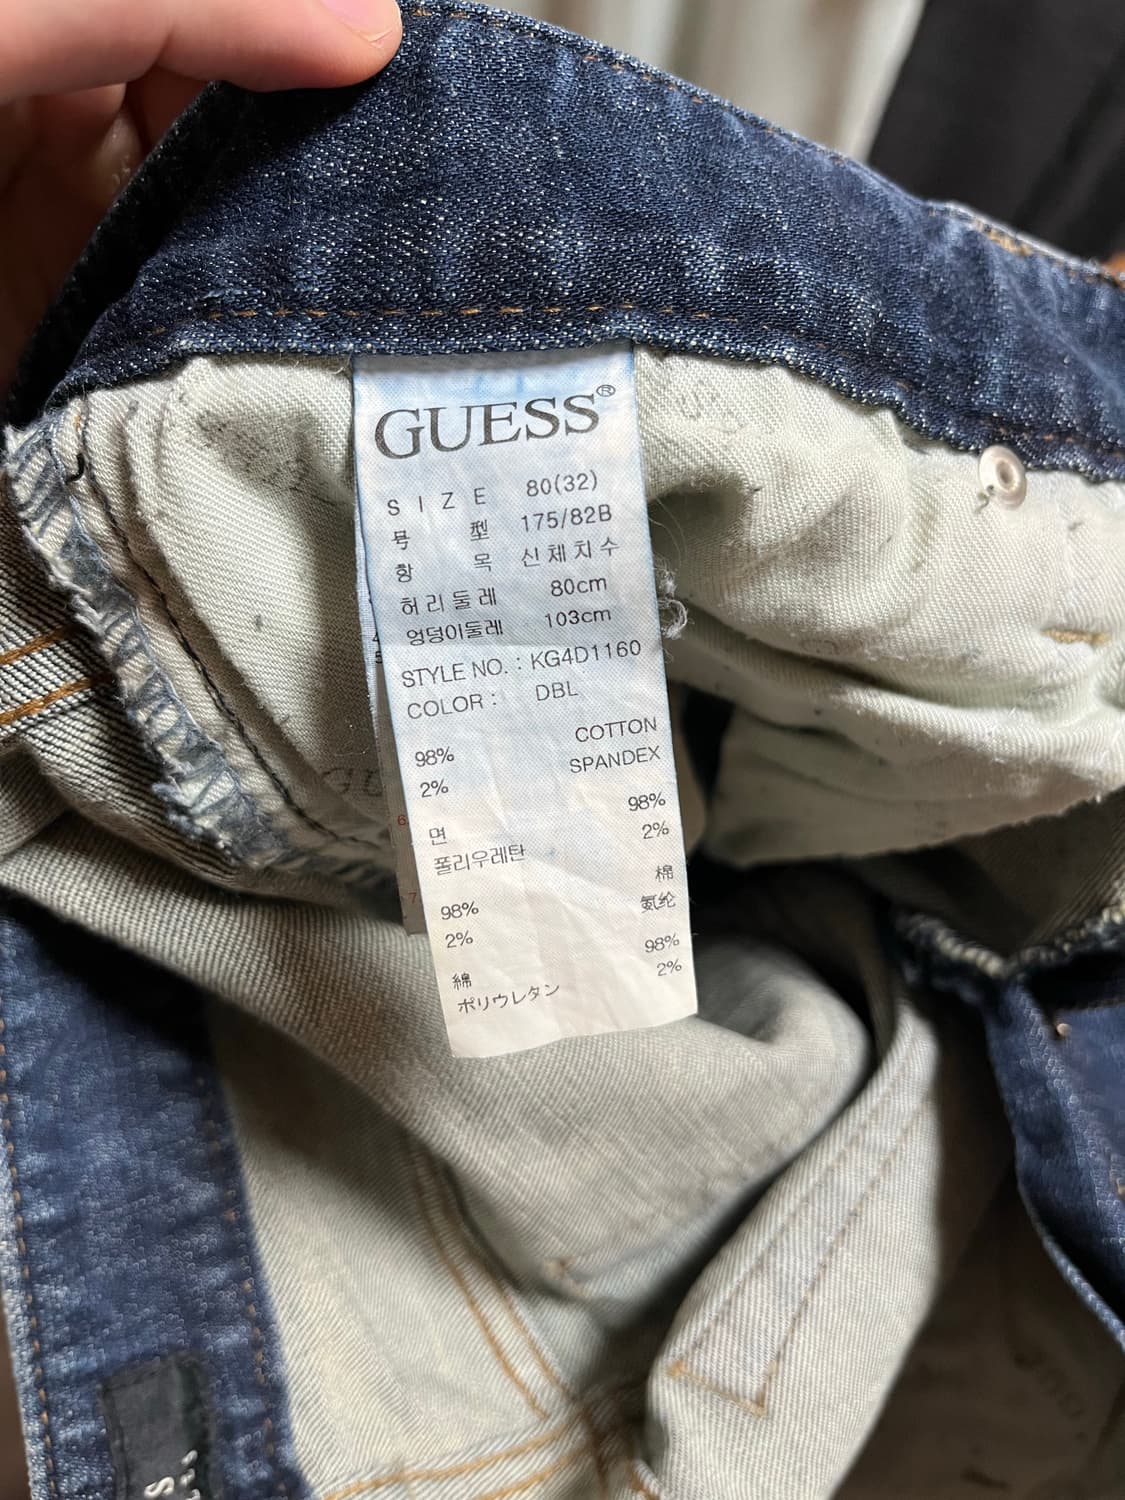 GUESS®
SIZE 80(32)
号型 175/82B
항목 신체치수
허리둘레 80cm
엉덩이둘레 103cm
STYLE NO. : KG4D1160
COLOR : DBL
98% COTTON
2% SPANDEX
면 98%
폴리우레탄 2%
98% 棉
2% 氨纶
綿 98%
ポリウレタン 2%